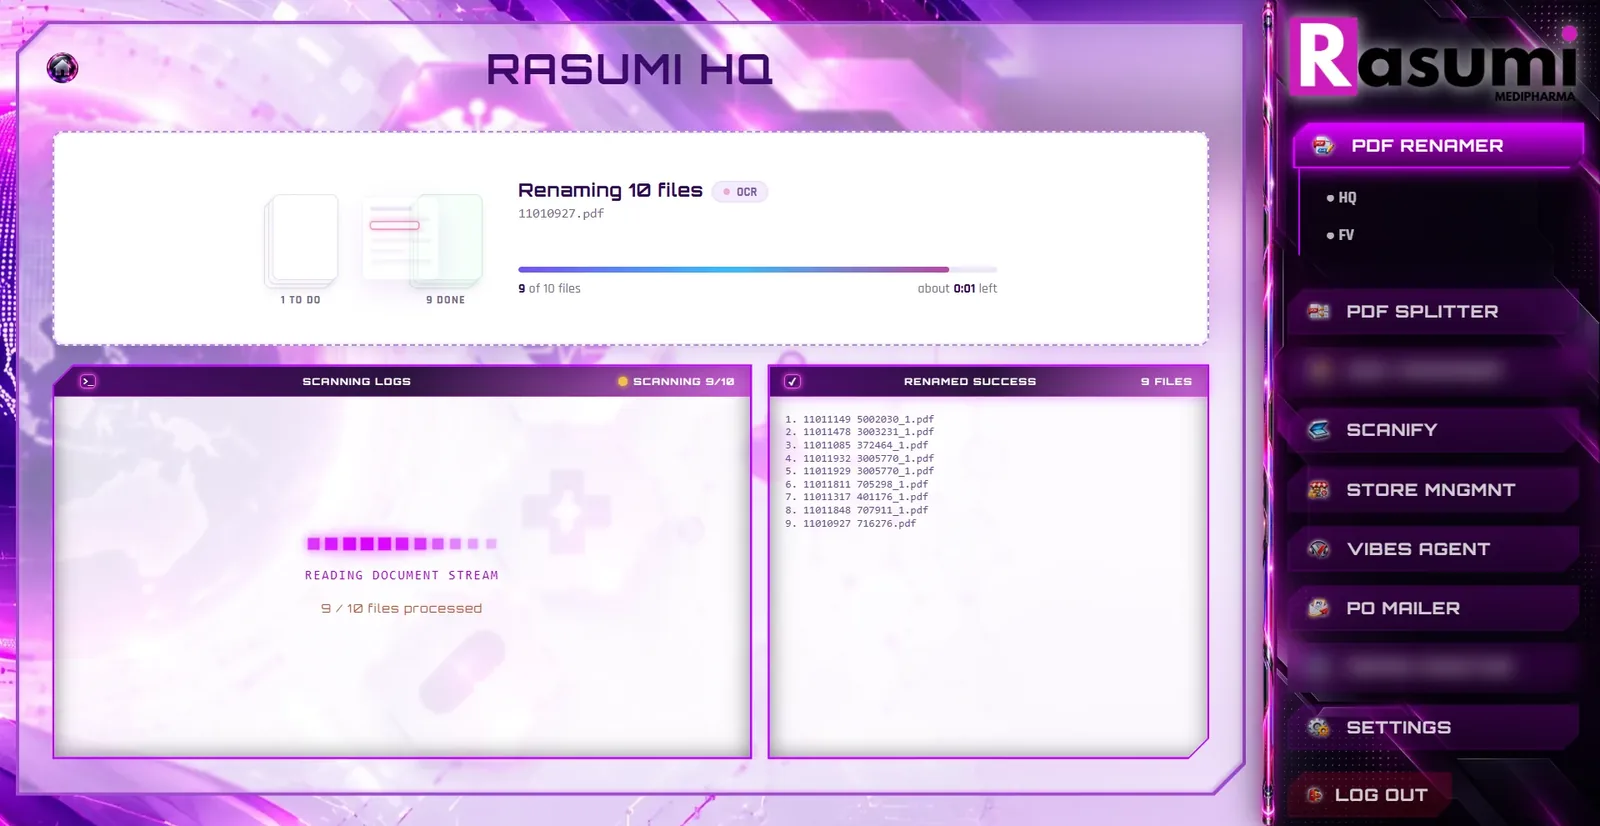 RASUMI HQ
Renaming 10 files
OCR
11010927.pdf
9 of 10 files
about 0:01 left
1 TO DO
9 DONE
SCANNING LOGS
SCANNING 9/10
READING DOCUMENT STREAM
9 / 10 files processed
RENAMED SUCCESS
9 FILES
1. 11011149 5002030_1.pdf
2. 11011478 3003231_1.pdf
3. 11011085 372464_1.pdf
4. 11011932 3005770_1.pdf
5. 11011929 3005770_1.pdf
6. 11011811 705298_1.pdf
7. 11011317 401176_1.pdf
8. 11011848 707911_1.pdf
9. 11010927 716276.pdf
Rasumi
MEDIPHARMA
PDF RENAMER
HQ
FV
PDF SPLITTER
SCANIFY
STORE MNGMNT
VIBES AGENT
PO MAILER
SETTINGS
LOG OUT